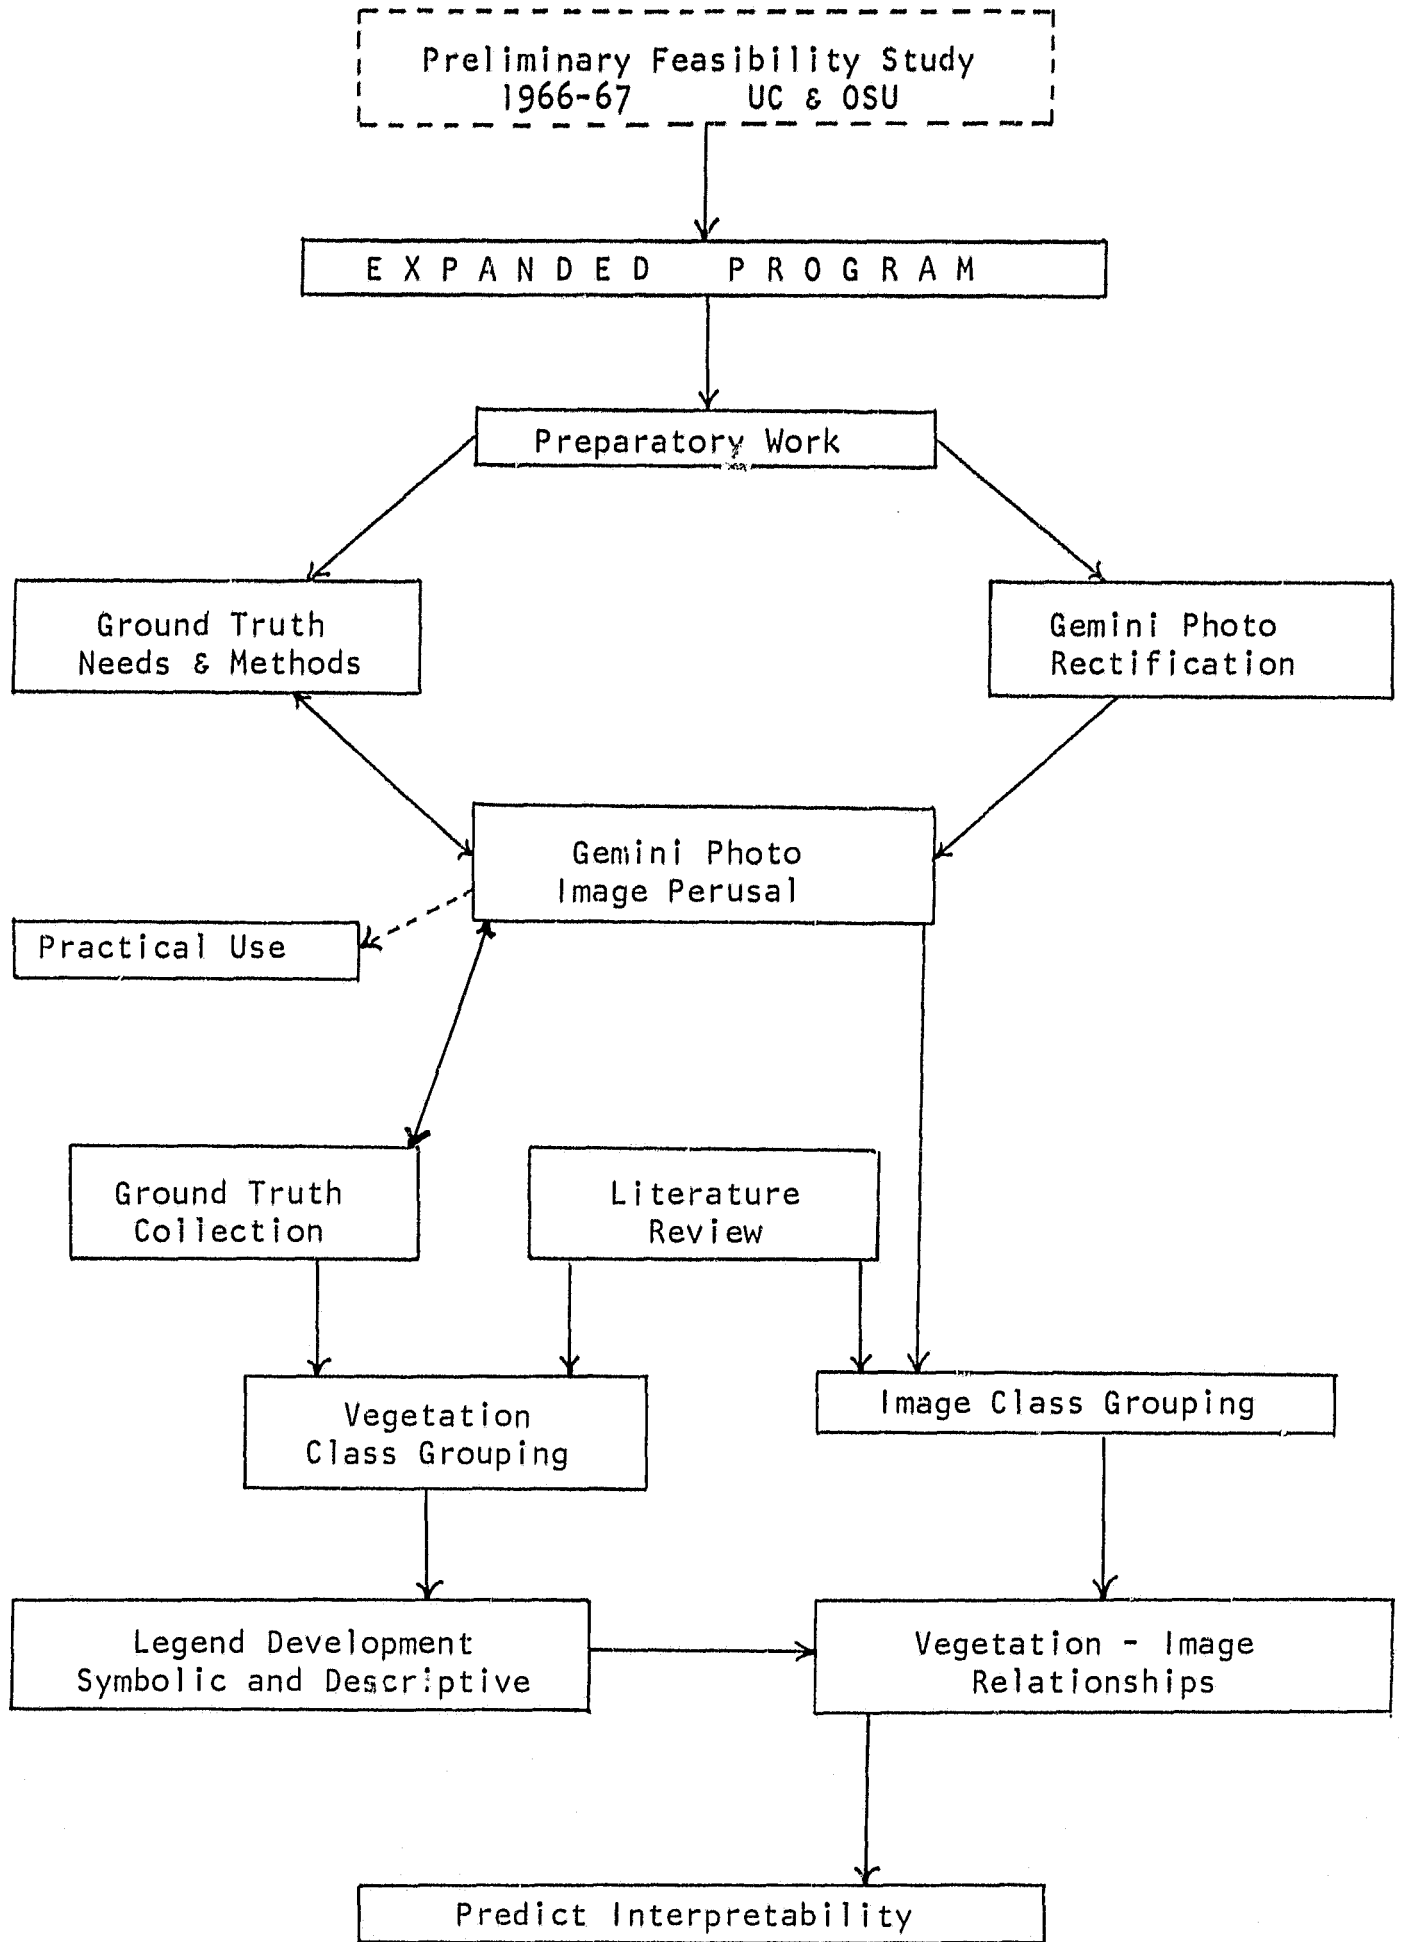 Preliminary Feasibility Study
1966-67 UC & OSU
EXPANDED PROGRAM
Preparatory Work
Ground Truth
Needs & Methods
Gemini Photo
Rectification
Gemini Photo
Image Perusal
Practical Use
Ground Truth
Collection
Literature
Review
Vegetation
Class Grouping
Image Class Grouping
Legend Development
Symbolic and Descriptive
Vegetation - Image
Relationships
Predict Interpretability